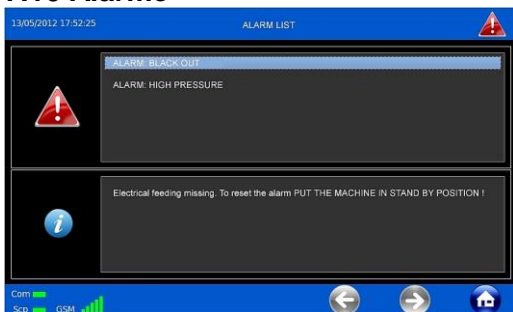 13/05/2012 17:52:25
ALARM LIST
ALARM: BLACK OUT
ALARM: HIGH PRESSURE
Electrical feeding missing. To reset the alarm PUT THE MACHINE IN STAND BY POSITION !
Com
Scp GSM